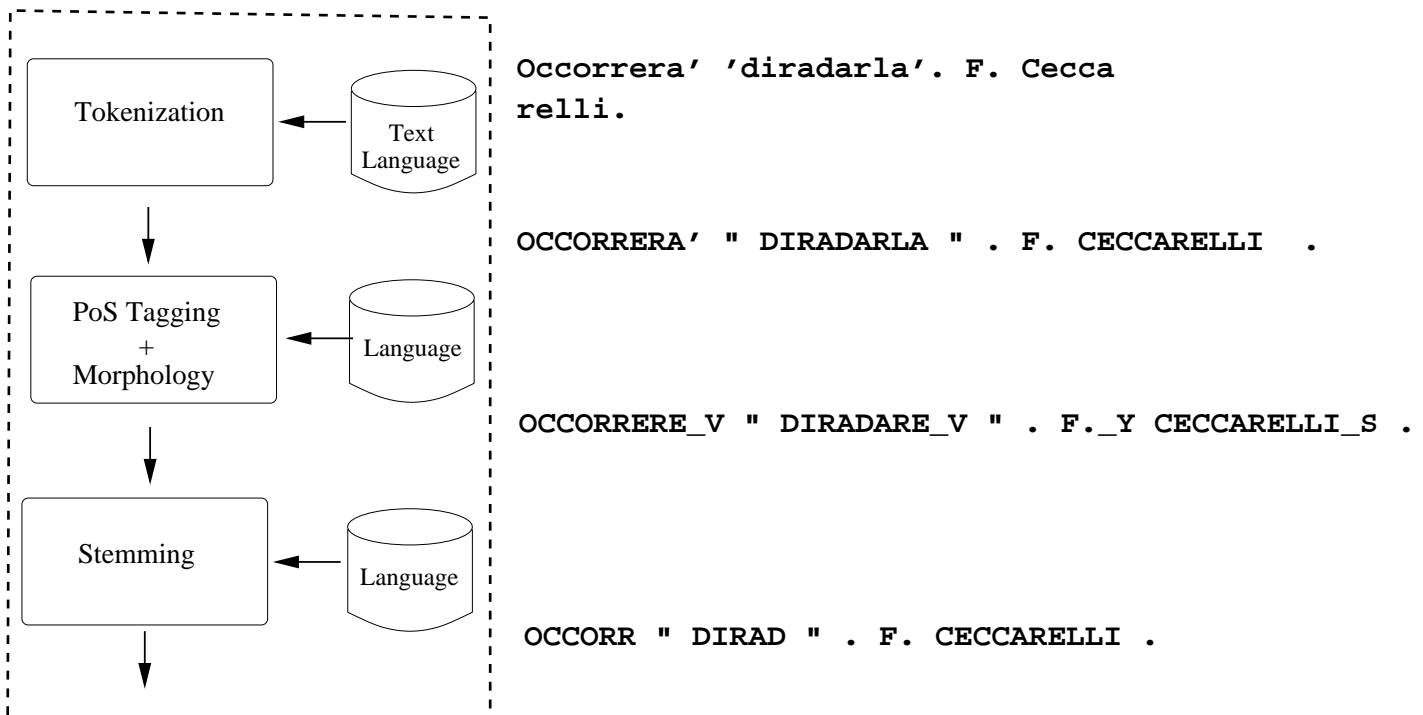 Occorrera’ ’diradarla’. F. Cecca
relli.
Tokenization
Text
Language
OCCORRERA’ " DIRADARLA " . F. CECCARELLI .
PoS Tagging
+
Morphology
Language
OCCORRERE_V " DIRADARE_V " . F._Y CECCARELLI_S .
Stemming
Language
OCCORR " DIRAD " . F. CECCARELLI .